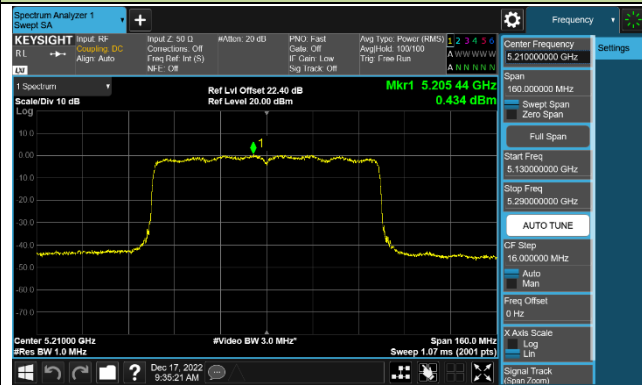 Spectrum Analyzer 1
Swept SA
Frequency
KEYSIGHT
RL
Input: RF
Coupling: DC
Align: Auto
Input Z: 50 Ω
Corrections: Off
Freq Ref: Int (S)
NFE: Off
#Atten: 20 dB
PNO: Fast
Gate: Off
IF Gain: Low
Sig Track: Off
Avg Type: Power (RMS)
Avg|Hold: 100/100
Trig: Free Run
1 2 3 4 5 6
A W W W W W
A N N N N N
LXI
1 Spectrum
Scale/Div 10 dB
Log
Ref Lvl Offset 22.40 dB
Ref Level 20.00 dBm
Mkr1 5.205 44 GHz
0.434 dBm
10.0
0.00
-10.0
-20.0
-30.0
-40.0
-50.0
-60.0
-70.0
1
Center 5.21000 GHz
#Res BW 1.0 MHz
#Video BW 3.0 MHz*
Span 160.0 MHz
Sweep 1.07 ms (2001 pts)
Dec 17, 2022
9:35:21 AM
Center Frequency
5.210000000 GHz
Settings
Span
160.000000 MHz
Swept Span
Zero Span
Full Span
Start Freq
5.130000000 GHz
Stop Freq
5.290000000 GHz
AUTO TUNE
CF Step
16.000000 MHz
Auto
Man
Freq Offset
0 Hz
X Axis Scale
Log
Lin
Signal Track
(Span Zoom)